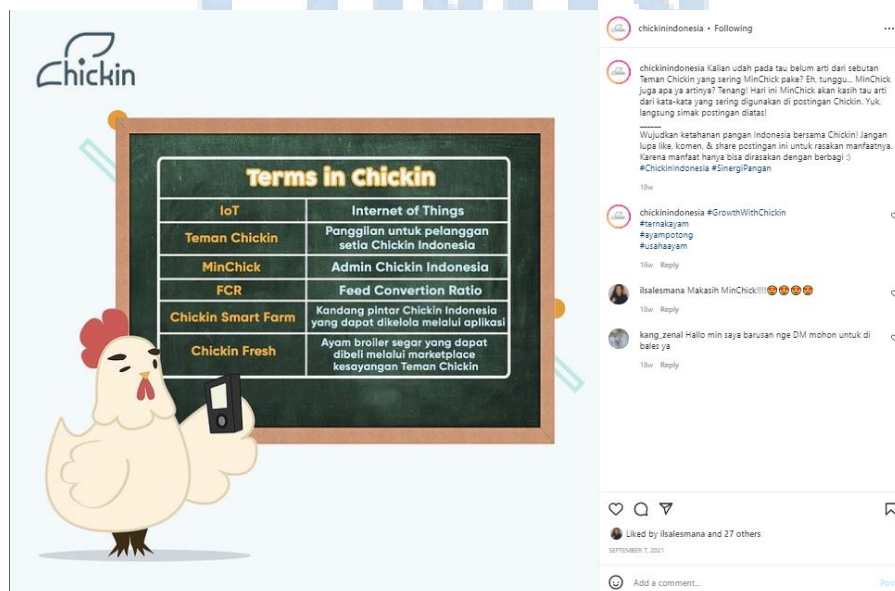 Chickin
Terms in Chickin
IoT
Internet of Things
Teman Chickin
Panggilan untuk pelanggan
setia Chickin Indonesia
MinChick
Admin Chickin Indonesia
FCR
Feed Convertion Ratio
Chickin Smart Farm
Kandang pintar Chickin Indonesia
yang dapat dikelola melalui aplikasi
Chickin Fresh
Ayam broiler segar yang dapat
dibeli melalui marketplace
kesayangan Teman Chickin
chickinindonesia • Following
chickinindonesia Kalian udah pada tau belum arti dari sebutan
Teman Chickin yang sering MinChick pake? Eh, tunggu... MinChick
juga apa ya artinya? Tenang! Hari ini MinChick akan kasih tau arti
dari kata-kata yang sering digunakan di postingan Chickin. Yuk,
langsung simak postingan diatas!
______
Wujudkan ketahanan pangan Indonesia bersama Chickin! Jangan
lupa like, komen, & share postingan ini untuk rasakan manfaatnya.
Karena manfaat hanya bisa dirasakan dengan berbagi :)
#ChickinIndonesia #SinergiPangan
18w
chickinindonesia #GrowthWithChickin
#ternakayam
#ayampotong
#usahaayam
18w Reply
ilsalesmana Makasih MinChick!!!!😍😍😍😍
18w Reply
kang_zenal Hallo min saya barusan nge DM mohon untuk di
bales ya
18w Reply
Liked by ilsalesmana and 27 others
SEPTEMBER 7, 2021
Add a comment...